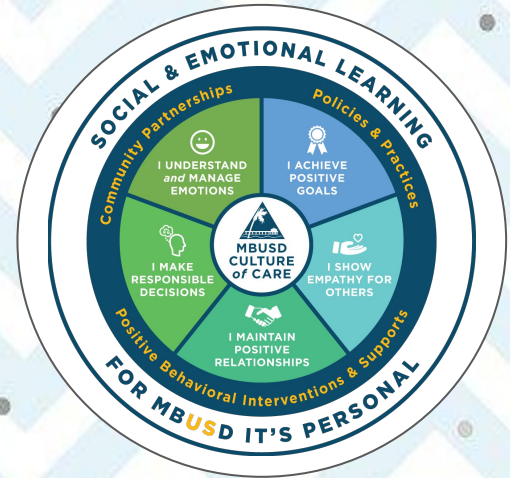 SOCIAL & EMOTIONAL LEARNING
Community Partnerships
Policies & Practices
I UNDERSTAND
and MANAGE
EMOTIONS
I ACHIEVE
POSITIVE
GOALS
MBUSD
CULTURE
of CARE
I MAKE
RESPONSIBLE
DECISIONS
I SHOW
EMPATHY FOR
OTHERS
I MAINTAIN
POSITIVE
RELATIONSHIPS
Positive Behavioral Interventions & Supports
FOR MBUSD IT'S PERSONAL